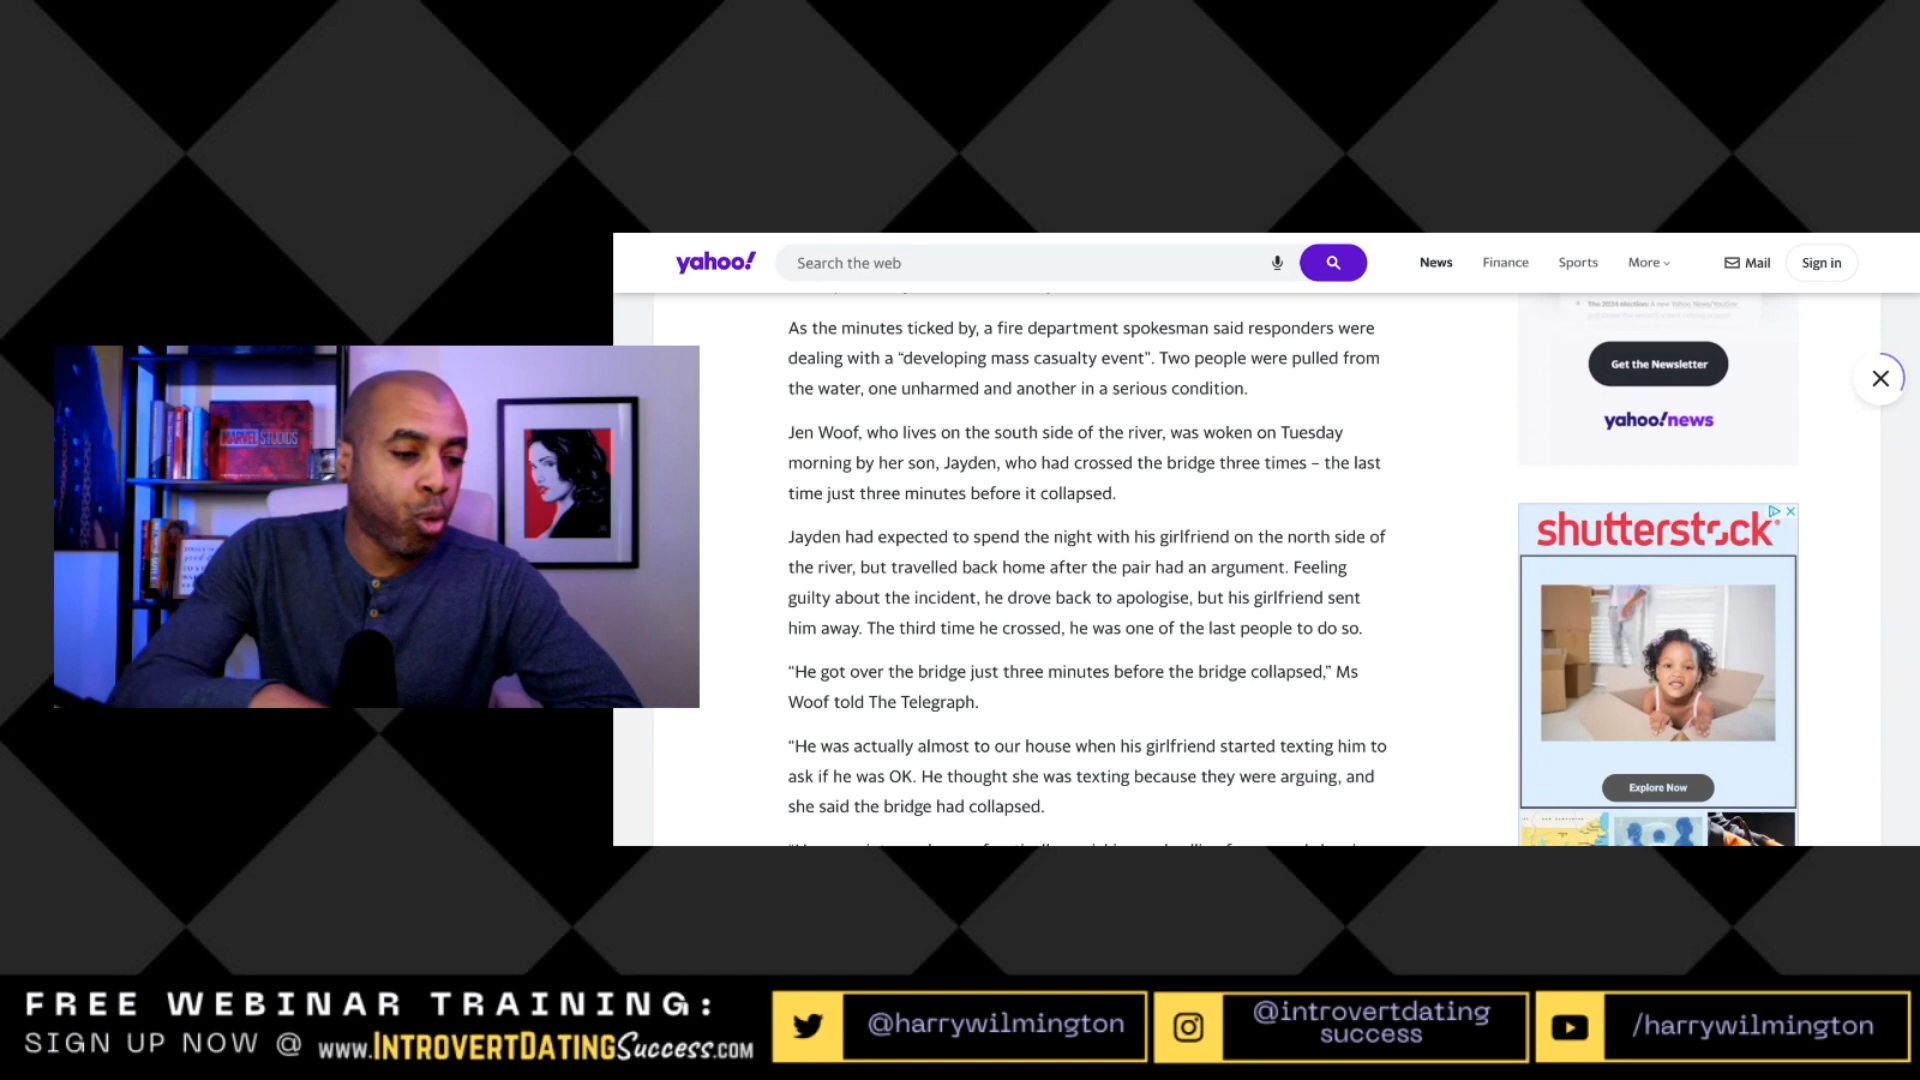 yahoo!
Search the web
News
Finance
Sports
More
Mail
Sign in
As the minutes ticked by, a fire department spokesman said responders were
dealing with a “developing mass casualty event”. Two people were pulled from
the water, one unharmed and another in a serious condition.
Jen Woof, who lives on the south side of the river, was woken on Tuesday
morning by her son, Jayden, who had crossed the bridge three times – the last
time just three minutes before it collapsed.
Jayden had expected to spend the night with his girlfriend on the north side of
the river, but travelled back home after the pair had an argument. Feeling
guilty about the incident, he drove back to apologise, but his girlfriend sent
him away. The third time he crossed, he was one of the last people to do so.
“He got over the bridge just three minutes before the bridge collapsed,” Ms
Woof told The Telegraph.
“He was actually almost to our house when his girlfriend started texting him to
ask if he was OK. He thought she was texting because they were arguing, and
she said the bridge had collapsed.
The 2024 election: A new Yahoo News/YouGov
Get the Newsletter
yahoo!news
shutterstock
Explore Now
MARVEL STUDIOS
FREE WEBINAR TRAINING:
SIGN UP NOW @ www.INTROVERTDATINGSuccess.COM
@harrywilmington
@introvertdating
success
/harrywilmington